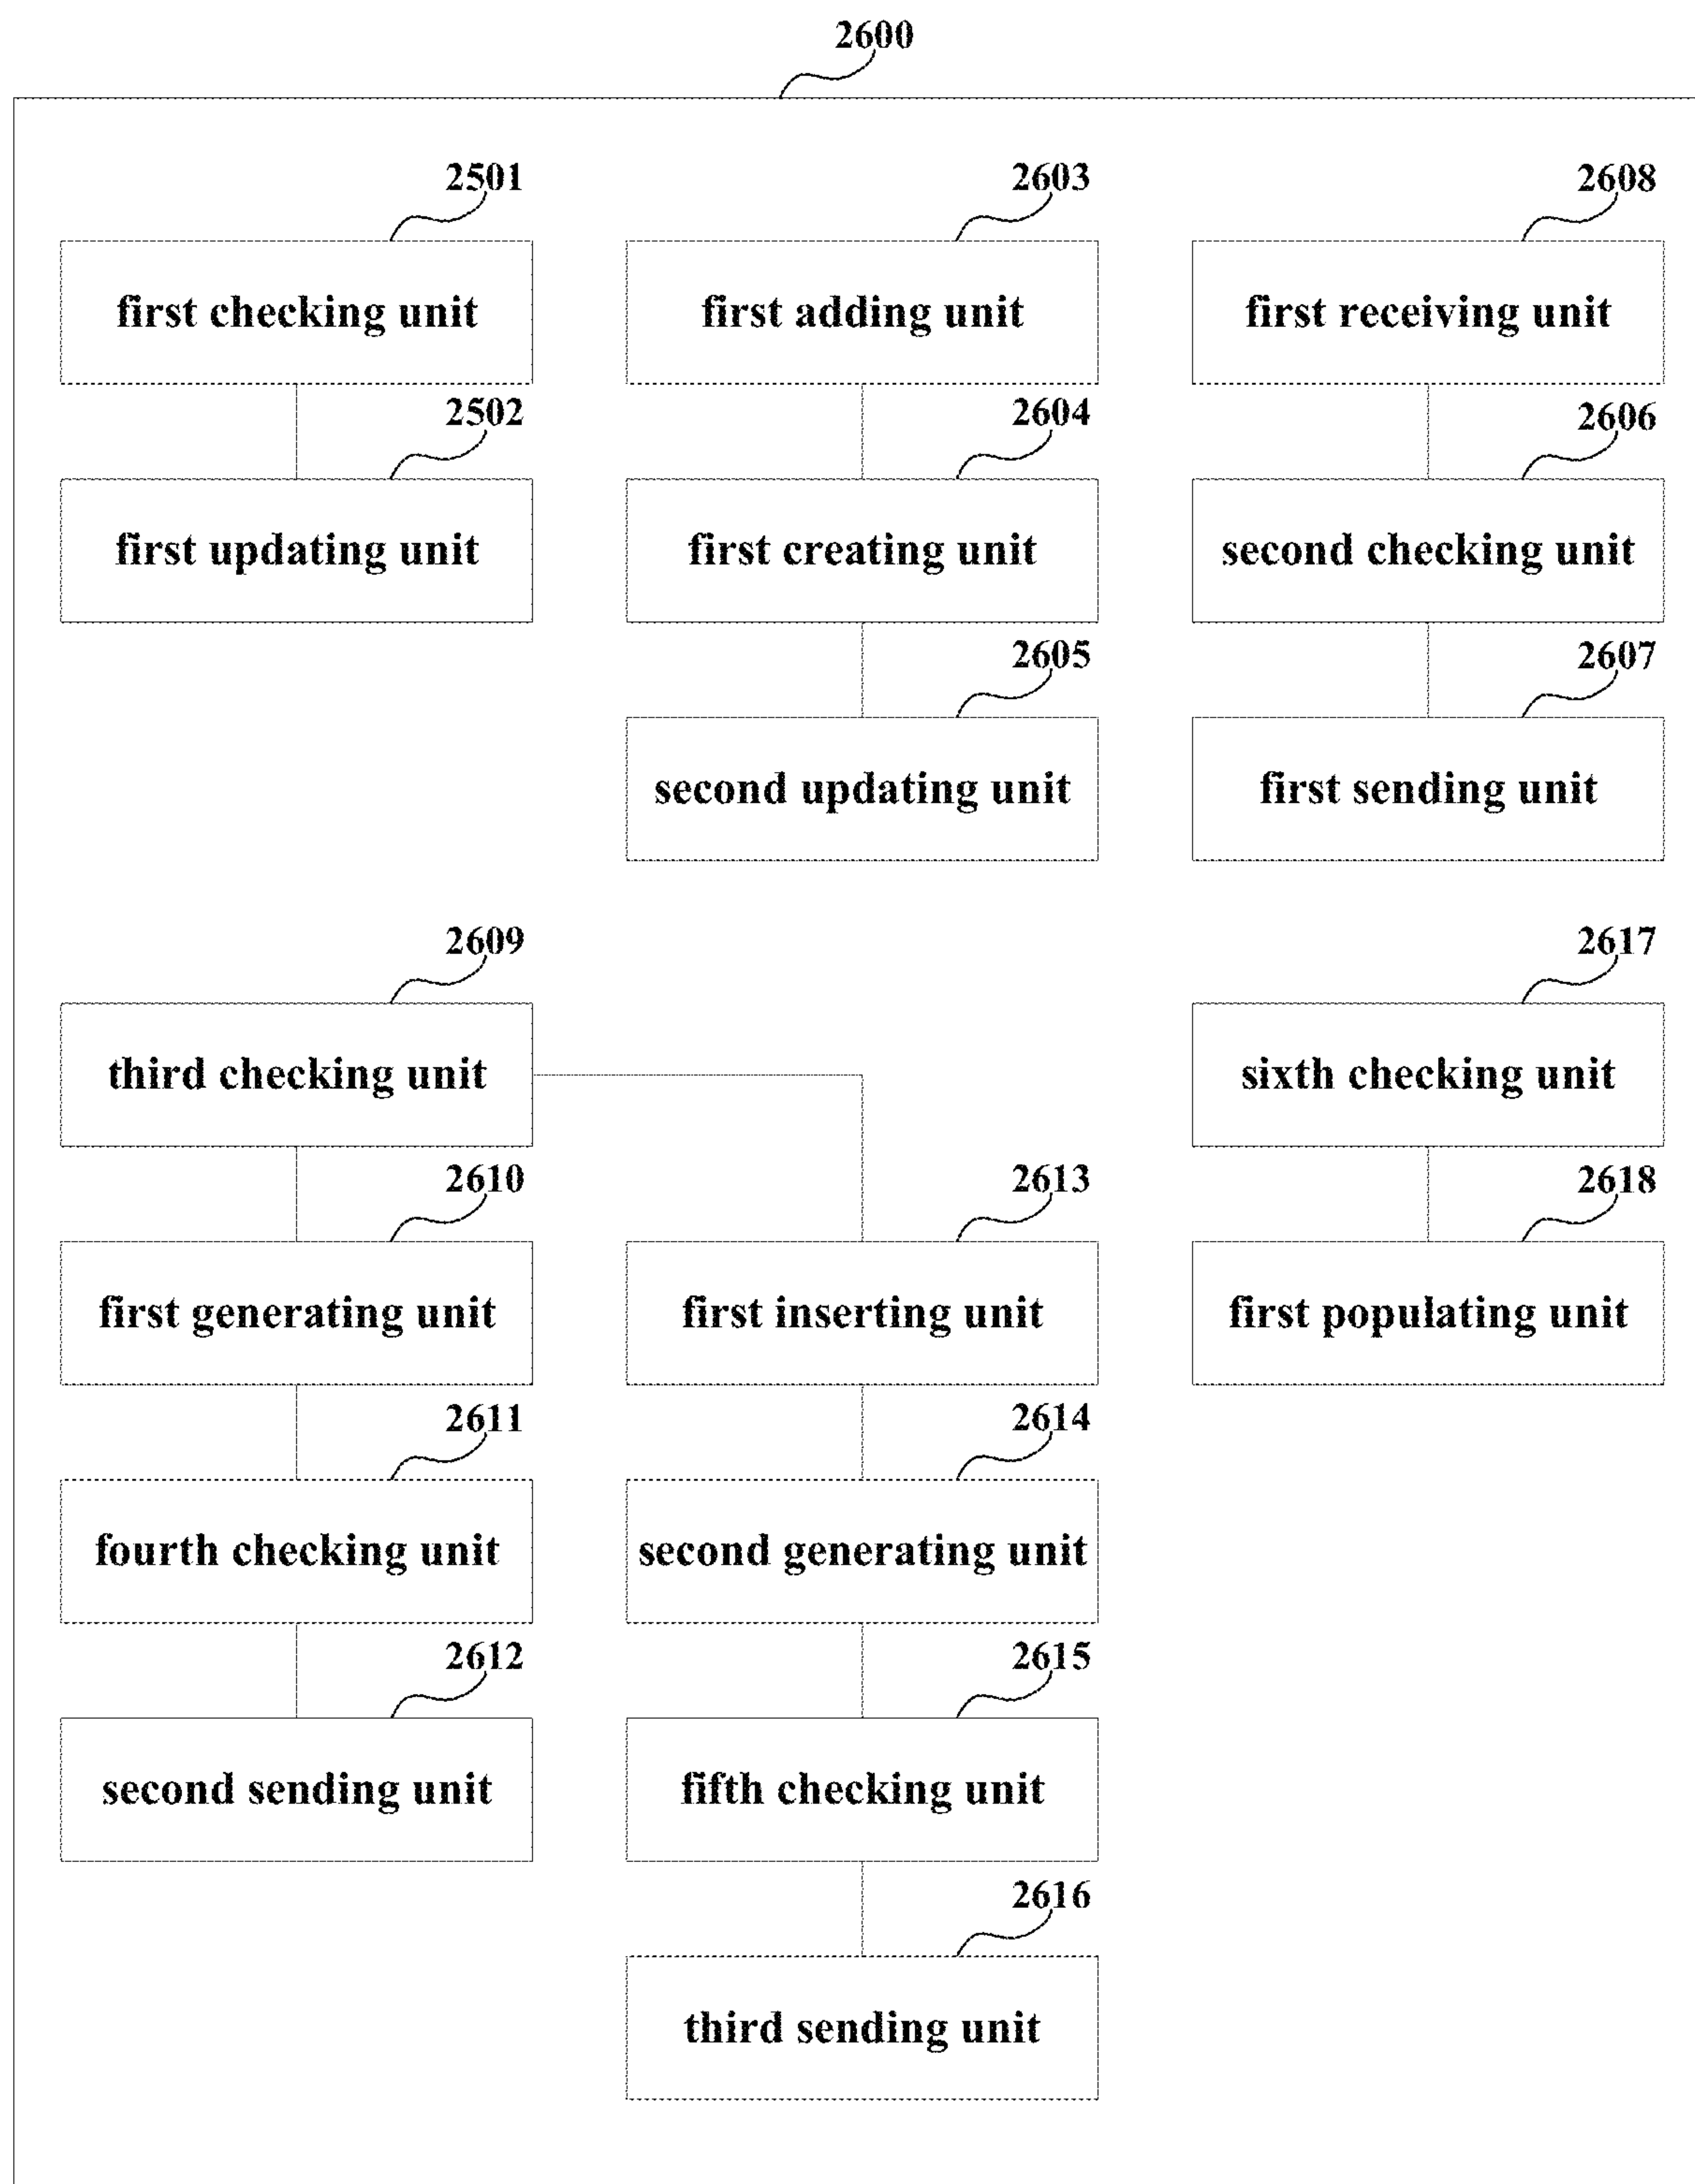 2600
2501
2603
2608
first checking unit
first adding unit
first receiving unit
2502
2604
2606
first updating unit
first creating unit
second checking unit
2605
2607
second updating unit
first sending unit
2609
2617
third checking unit
sixth checking unit
2610
2613
2618
first generating unit
first inserting unit
first populating unit
2611
2614
fourth checking unit
second generating unit
2612
2615
second sending unit
fifth checking unit
2616
third sending unit